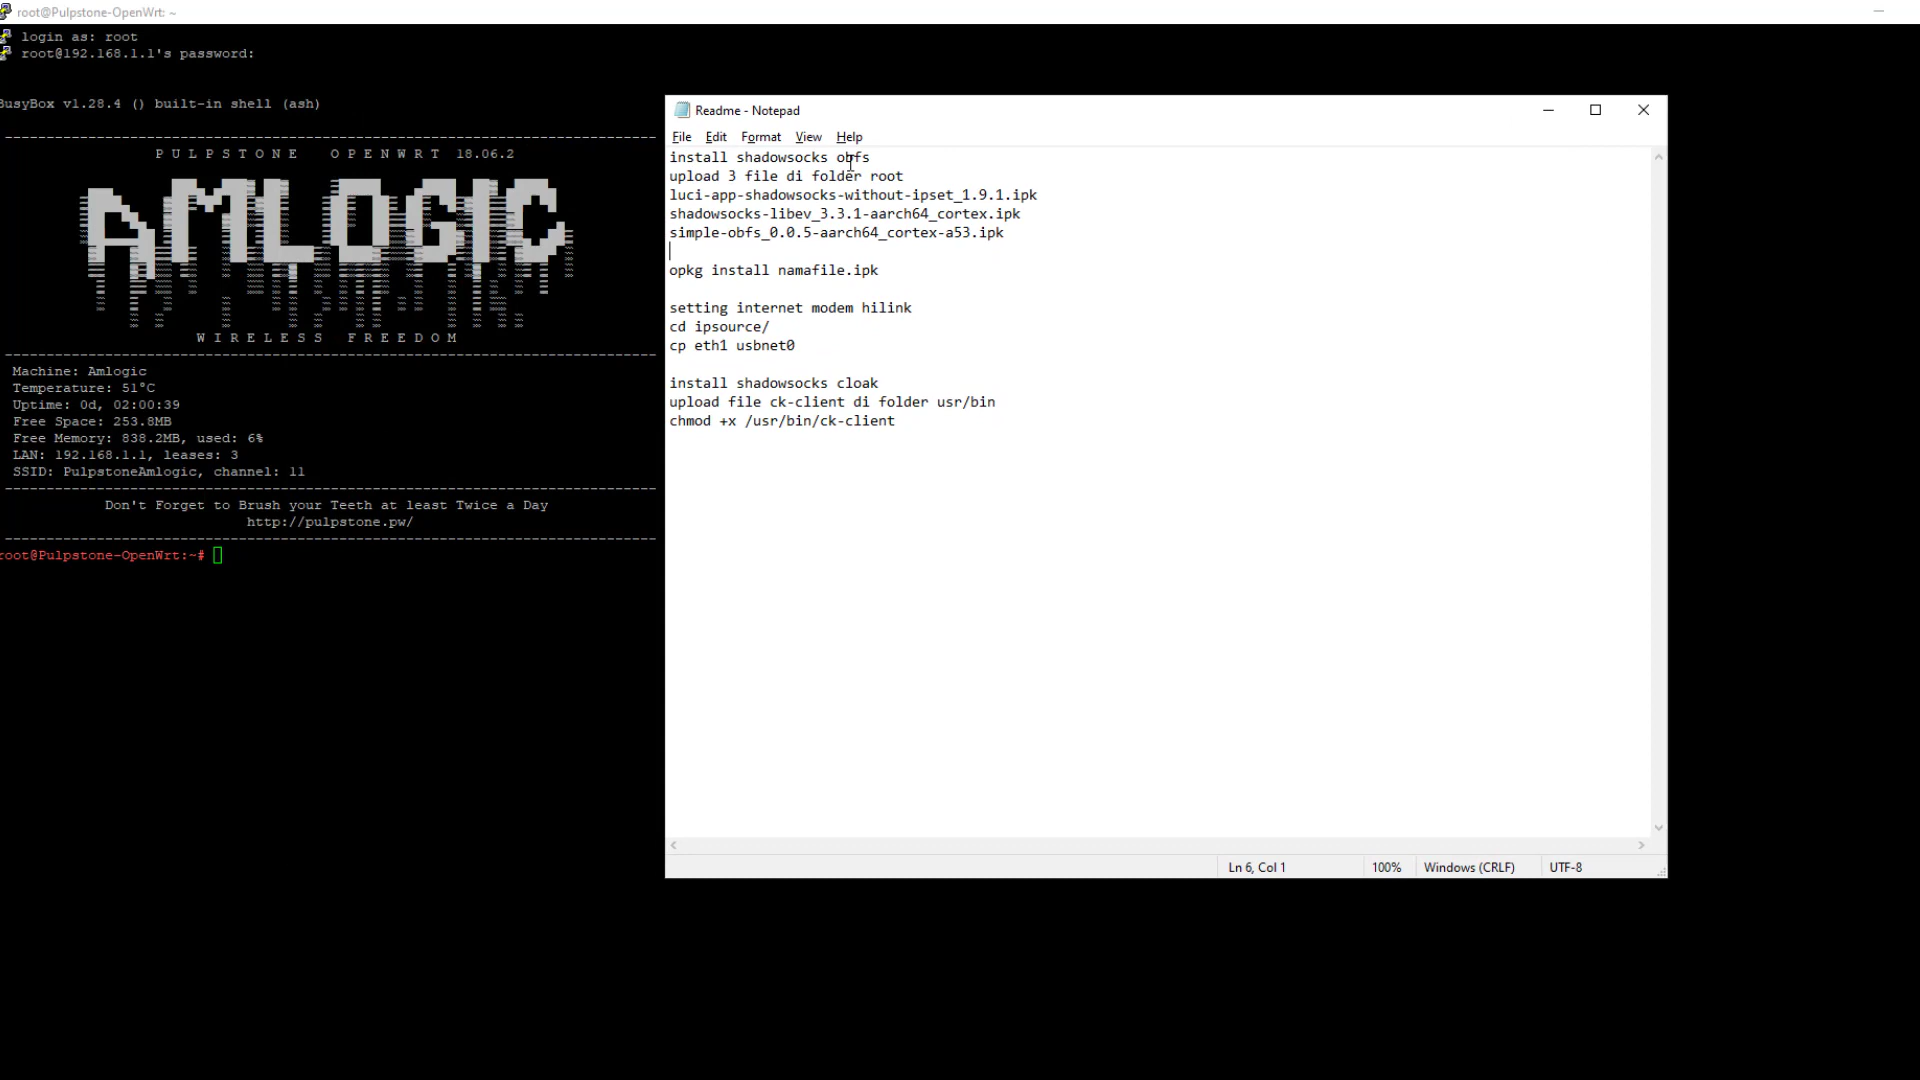 root@Pulpstone-OpenWrt: ~
login as: root
root@192.168.1.1's password:
BusyBox v1.28.4 () built-in shell (ash)
PULPSTONE OPENWRT 18.06.2
AMLOGIC
WIRELESS FREEDOM
Machine: Amlogic
Temperature: 51°C
Uptime: 0d, 02:00:39
Free Space: 253.8MB
Free Memory: 838.2MB, used: 6%
LAN: 192.168.1.1, leases: 3
SSID: PulpstoneAmlogic, channel: 11
Don't Forget to Brush your Teeth at least Twice a Day
http://pulpstone.pw/
root@Pulpstone-OpenWrt:~#
Readme - Notepad
File Edit Format View Help
install shadowsocks obfs
upload 3 file di folder root
luci-app-shadowsocks-without-ipset_1.9.1.ipk
shadowsocks-libev_3.3.1-aarch64_cortex.ipk
simple-obfs_0.0.5-aarch64_cortex-a53.ipk
opkg install namafile.ipk
setting internet modem hilink
cd ipsource/
cp eth1 usbnet0
install shadowsocks cloak
upload file ck-client di folder usr/bin
chmod +x /usr/bin/ck-client
Ln 6, Col 1 100% Windows (CRLF) UTF-8